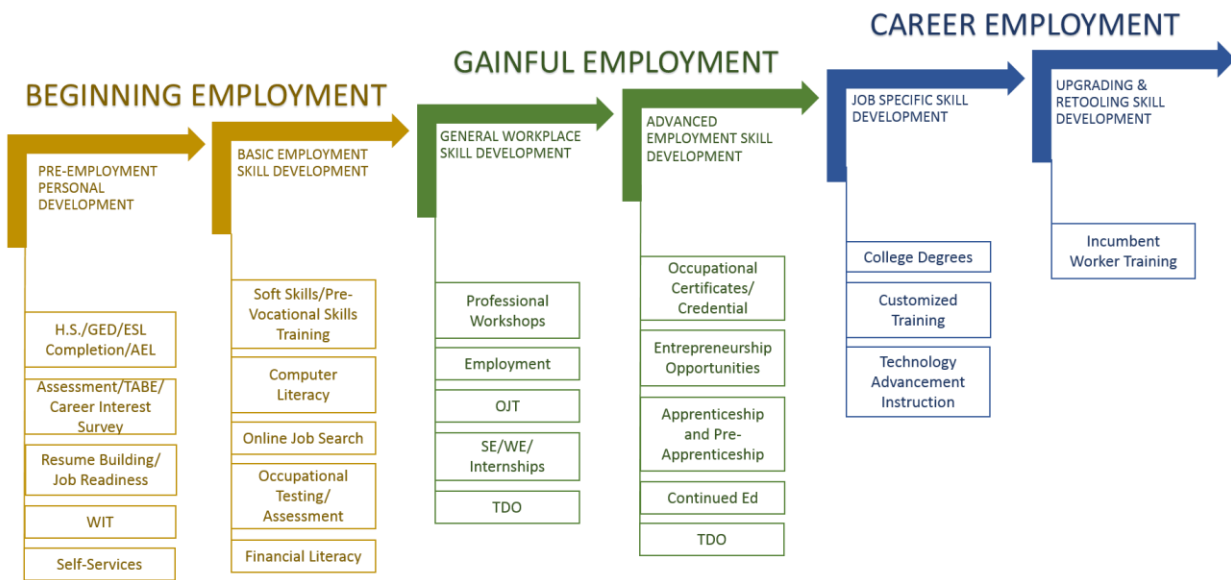 BEGINNING EMPLOYMENT
PRE-EMPLOYMENT
PERSONAL
DEVELOPMENT
H.S./GED/ESL
Completion/AEL
Assessment/TABE/
Career Interest
Survey
Resume Building/
Job Readiness
WIT
Self-Services
BASIC EMPLOYMENT
SKILL DEVELOPMENT
Soft Skills/Pre-
Vocational Skills
Training
Computer
Literacy
Online Job Search
Occupational
Testing/
Assessment
Financial Literacy
GAINFUL EMPLOYMENT
GENERAL WORKPLACE
SKILL DEVELOPMENT
Professional
Workshops
Employment
OJT
SE/WE/
Internships
TDO
ADVANCED
EMPLOYMENT SKILL
DEVELOPMENT
Occupational
Certificates/
Credential
Entrepreneurship
Opportunities
Apprenticeship
and Pre-
Apprenticeship
Continued Ed
TDO
CAREER EMPLOYMENT
JOB SPECIFIC SKILL
DEVELOPMENT
College Degrees
Customized
Training
Technology
Advancement
Instruction
UPGRADING &
RETOOLING SKILL
DEVELOPMENT
Incumbent
Worker Training